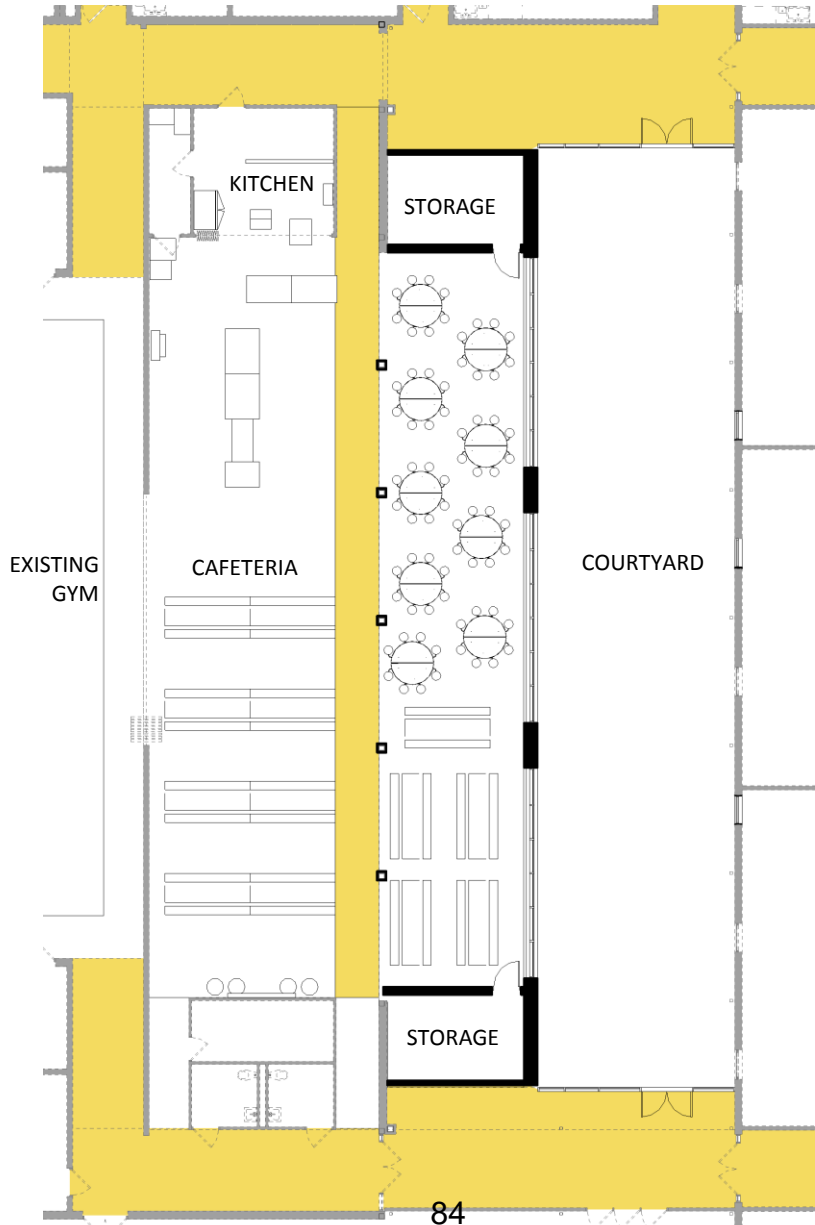 KITCHEN
STORAGE
EXISTING
GYM
CAFETERIA
COURTYARD
STORAGE
84